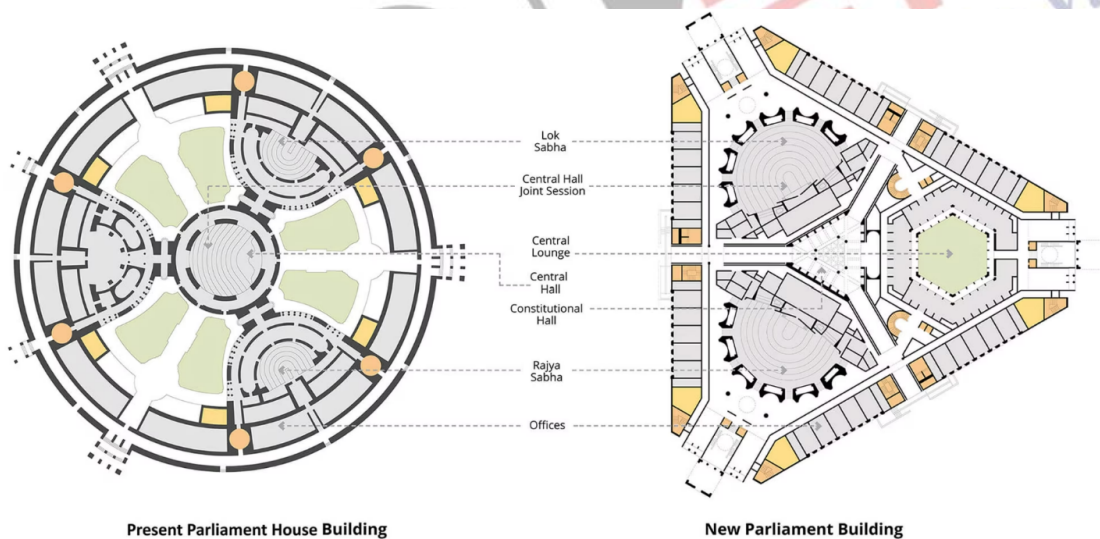 Lok
Sabha
Central Hall
Joint Session
Central
Lounge
Central
Hall
Constitutional
Hall
Rajya
Sabha
Offices
Present Parliament House Building
New Parliament Building